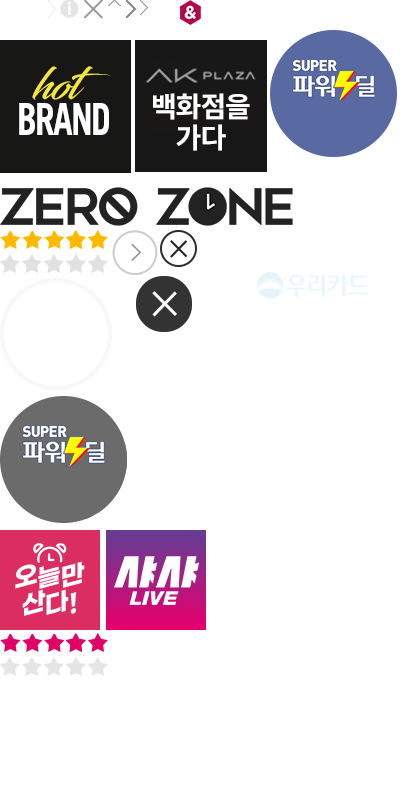 &
hot
BRAND
AK PLAZA
백화점을
가다
SUPER
파워딜
ZERO ZONE
우리카드
SUPER
파워딜
오늘만
산다!
샤샤
LIVE